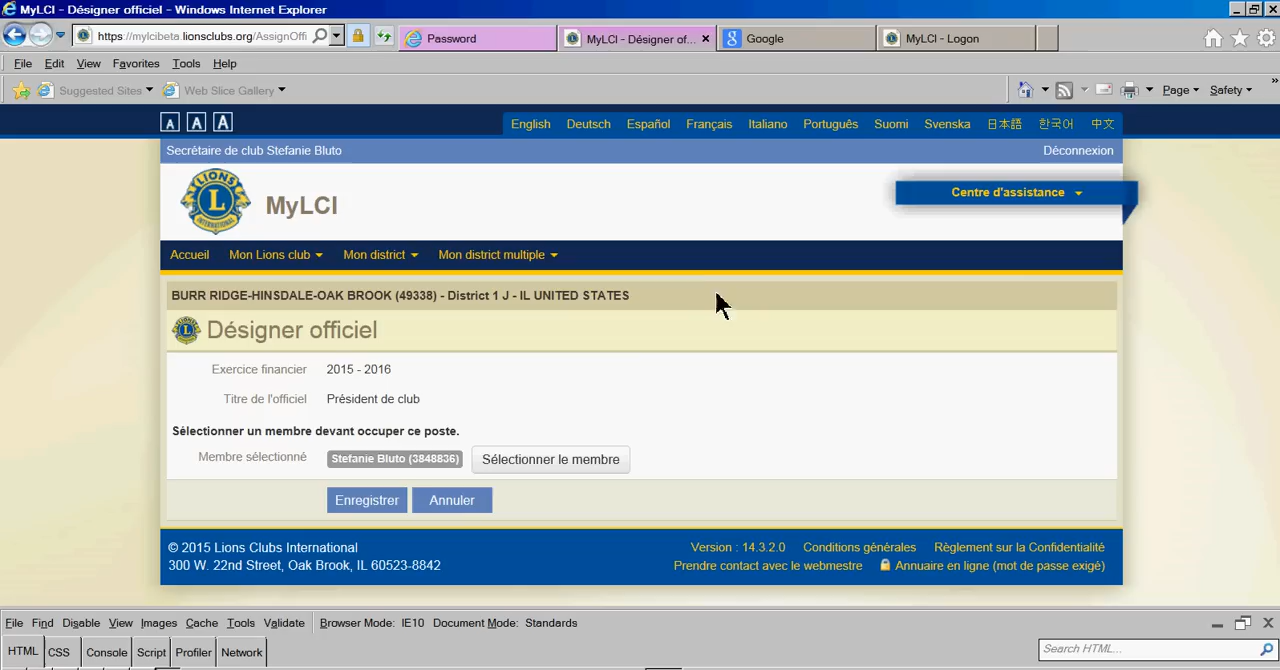 MyLCI - Désigner officiel - Windows Internet Explorer
https://mylcibeta.lionsclubs.org/AssignOffi
Password
MyLCI - Désigner of... x
Google
MyLCI - Logon
File Edit View Favorites Tools Help
Suggested Sites Web Slice Gallery Page Safety »
A A A English Deutsch Español Français Italiano Português Suomi Svenska 日本語 한국어 中文
Secrétaire de club Stefanie Bluto Déconnexion
LIONS L INTERNATIONAL MyLCI Centre d'assistance
Accueil Mon Lions club Mon district Mon district multiple
BURR RIDGE-HINSDALE-OAK BROOK (49338) - District 1 J - IL UNITED STATES
Désigner officiel
Exercice financier 2015 - 2016
Titre de l'officiel Président de club
Sélectionner un membre devant occuper ce poste.
Membre sélectionné Stefanie Bluto (3848836) Sélectionner le membre
Enregistrer Annuler
© 2015 Lions Clubs International Version : 14.3.2.0 Conditions générales Règlement sur la Confidentialité
300 W. 22nd Street, Oak Brook, IL 60523-8842 Prendre contact avec le webmestre Annuaire en ligne (mot de passe exigé)
File Find Disable View Images Cache Tools Validate Browser Mode: IE10 Document Mode: Standards
HTML CSS Console Script Profiler Network Search HTML...